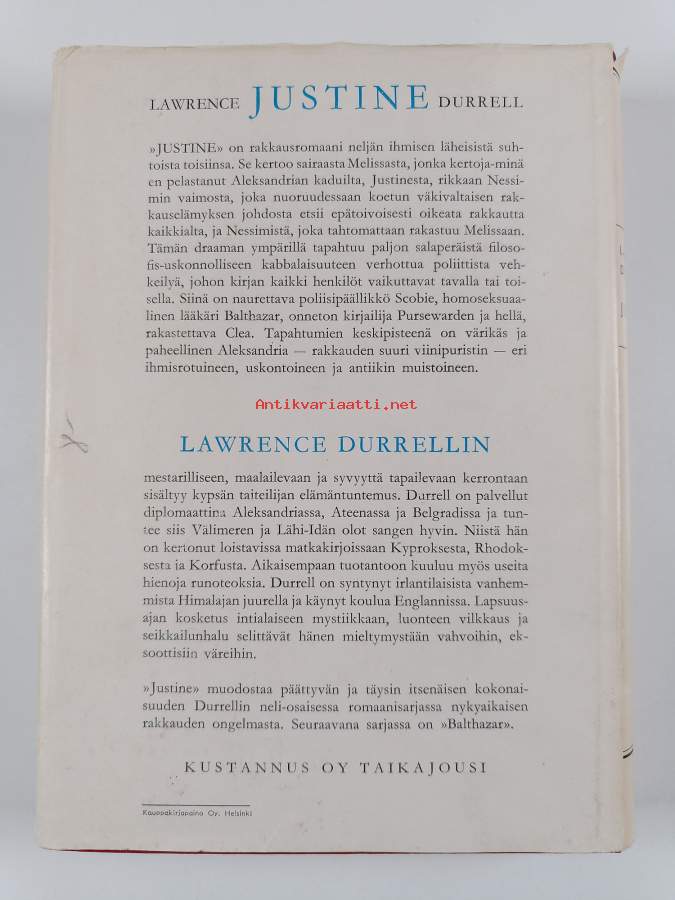 LAWRENCE JUSTINE DURRELL
»JUSTINE» on rakkausromaani neljän ihmisen läheisistä suh-
toista toisiinsa. Se kertoo sairaasta Melissasta, jonka kertoja-minä
en pelastanut Aleksandrian kaduilta, Justinesta, rikkaan Nessi-
min vaimosta, joka nuoruudessaan koetun väkivaltaisen rak-
kauselämyksen johdosta etsii epätoivoisesti oikeata rakkautta
kaikkialta, ja Nessimistä, joka tahtomattaan rakastuu Melissaan.
Tämän draaman ympärillä tapahtuu paljon salaperäistä filoso-
fis-uskonnolliseen kabbalaisuuteen verhottua poliittista veh-
keilyä, johon kirjan kaikki henkilöt vaikuttavat tavalla tai toi-
sella. Siinä on naurettava poliisipäällikkö Scobie, homoseksuaa-
linen lääkäri Balthazar, onneton kirjailija Pursewarden ja hellä,
rakastettava Clea. Tapahtumien keskipisteenä on värikäs ja
paheellinen Aleksandria — rakkauden suuri viinipuristin — eri
ihmisrotuineen, uskontoineen ja antiikin muistoineen.
Antikvariaatti.net
LAWRENCE DURRELLIN
mestarilliseen, maalailevaan ja syvyyttä tapailevaan kerrontaan
sisältyy kypsän taiteilijan elämäntuntemus. Durrell on palvellut
diplomaattina Aleksandriassa, Ateenassa ja Belgradissa ja tun-
tee siis Välimeren ja Lähi-Idän olot sangen hyvin. Niistä hän
on kertonut loistavissa matkakirjoissaan Kyproksesta, Rhodok-
sesta ja Korfusta. Aikaisempaan tuotantoon kuuluu myös useita
hienoja runoteoksia. Durrell on syntynyt irlantilaisista vanhem-
mista Himalajan juurella ja käynyt koulua Englannissa. Lapsuus-
ajan kosketus intialaiseen mystiikkaan, luonteen vilkkaus ja
seikkailunhalu selittävät hänen mieltymystään vahvoihin, ek-
soottisiin väreihin.
»Justine» muodostaa päättyvän ja täysin itsenäisen kokonai-
suuden Durrellin neli-osaisessa romaanisarjassa nykyaikaisen
rakkauden ongelmasta. Seuraavana sarjassa on »Balthazar».
KUSTANNUS OY TAIKAJOUSI
Kauppakirjapaino Oy. Helsinki